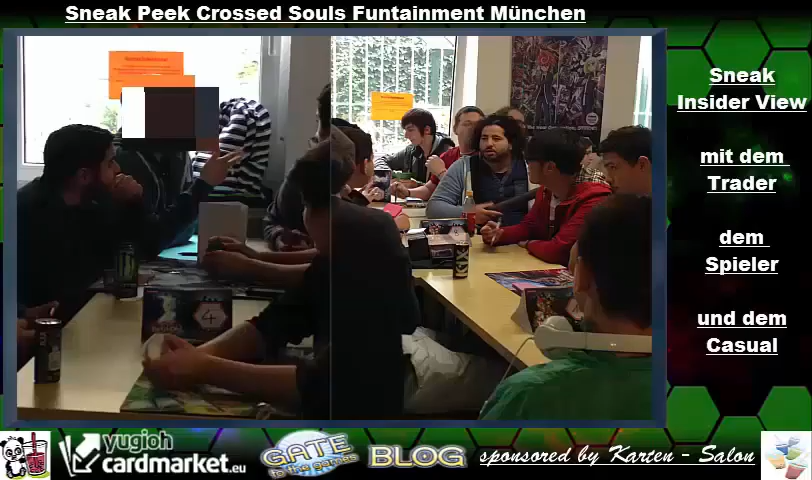 Sneak Peek Crossed Souls Funtainment München
Sneak
Insider View
mit dem
Trader
dem
Spieler
und dem
Casual
4
yugioh
cardmarket.eu
GATE
to the games
BLOG
sponsored by Karten - Salon